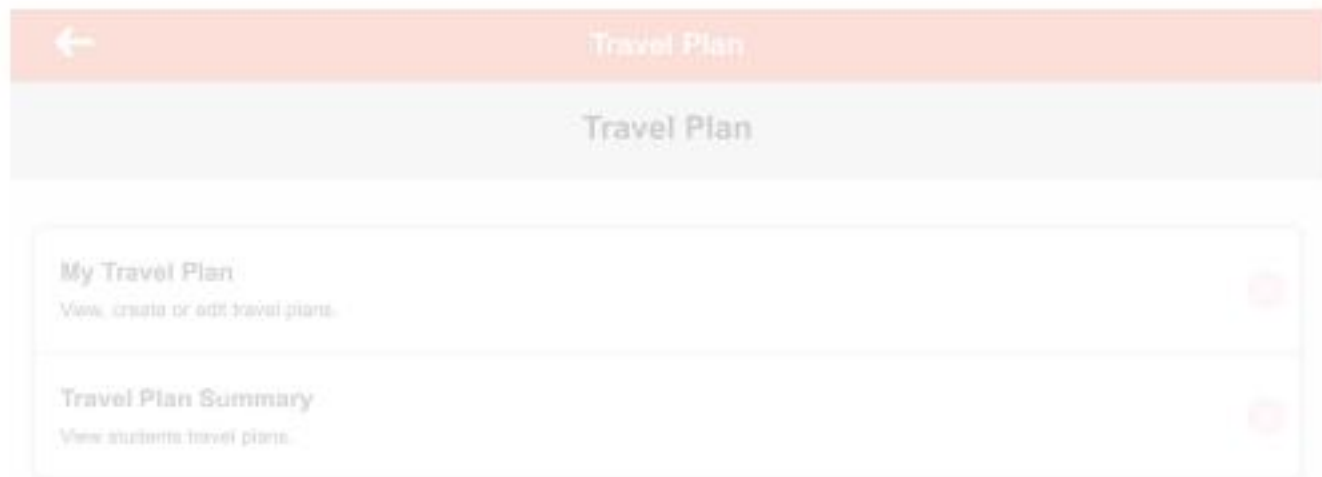 Travel Plan
Travel Plan
My Travel Plan
View, create or edit travel plans.
Travel Plan Summary
View students travel plans.